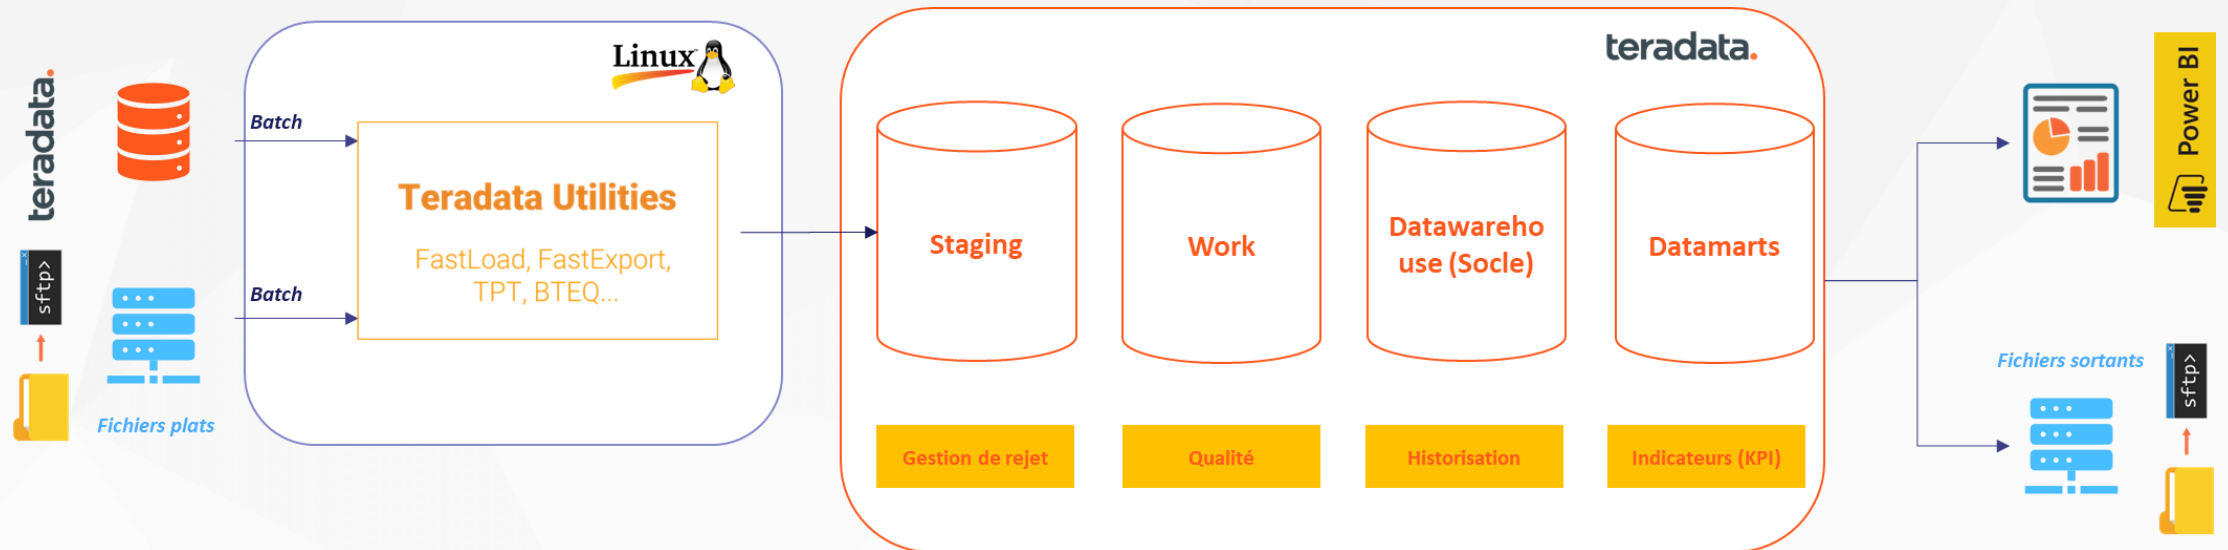 teradata.
sftp>
Fichiers plats
Batch
Batch
Linux
Teradata Utilities
FastLoad, FastExport,
TPT, BTEQ...
teradata.
Staging
Work
Datawareho
use (Socle)
Datamarts
Gestion de rejet
Qualité
Historisation
Indicateurs (KPI)
Power BI
Fichiers sortants
sftp>